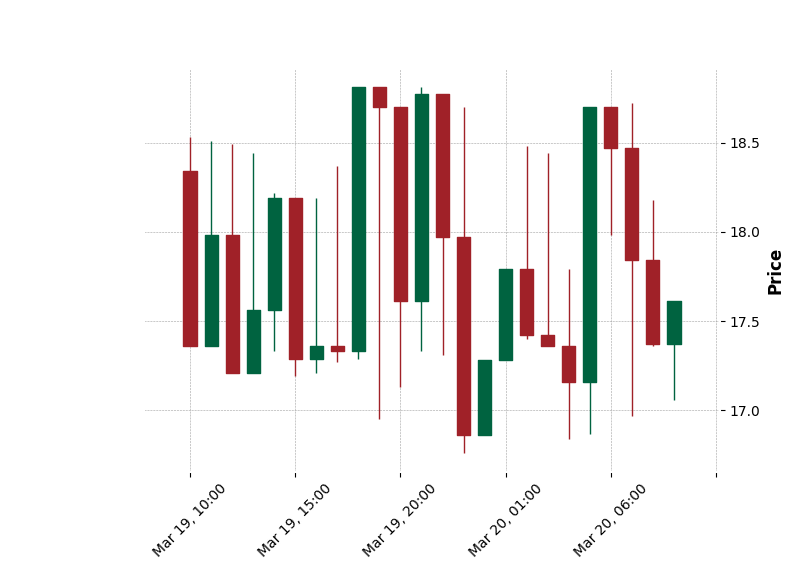 18.5
18.0
17.5
17.0
Price
Mar 19, 10:00
Mar 19, 15:00
Mar 19, 20:00
Mar 20, 01:00
Mar 20, 06:00